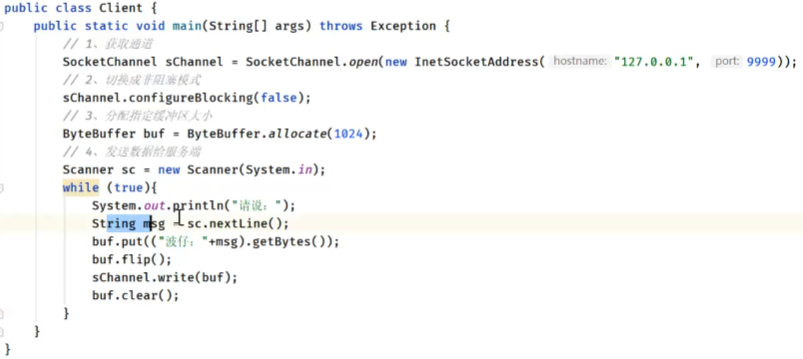 public class Client {
public static void main(String[] args) throws Exception {
// 1、获取通道
SocketChannel sChannel = SocketChannel.open(new InetSocketAddress( hostname: "127.0.0.1", port: 9999));
// 2、切换成非阻塞模式
sChannel.configureBlocking(false);
// 3、分配指定缓冲区大小
ByteBuffer buf = ByteBuffer.allocate(1024);
// 4、发送数据给服务端
Scanner sc = new Scanner(System.in);
while (true){
System.out.println("请说：");
String msg = sc.nextLine();
buf.put(("波仔："+msg).getBytes());
buf.flip();
sChannel.write(buf);
buf.clear();
}
}
}